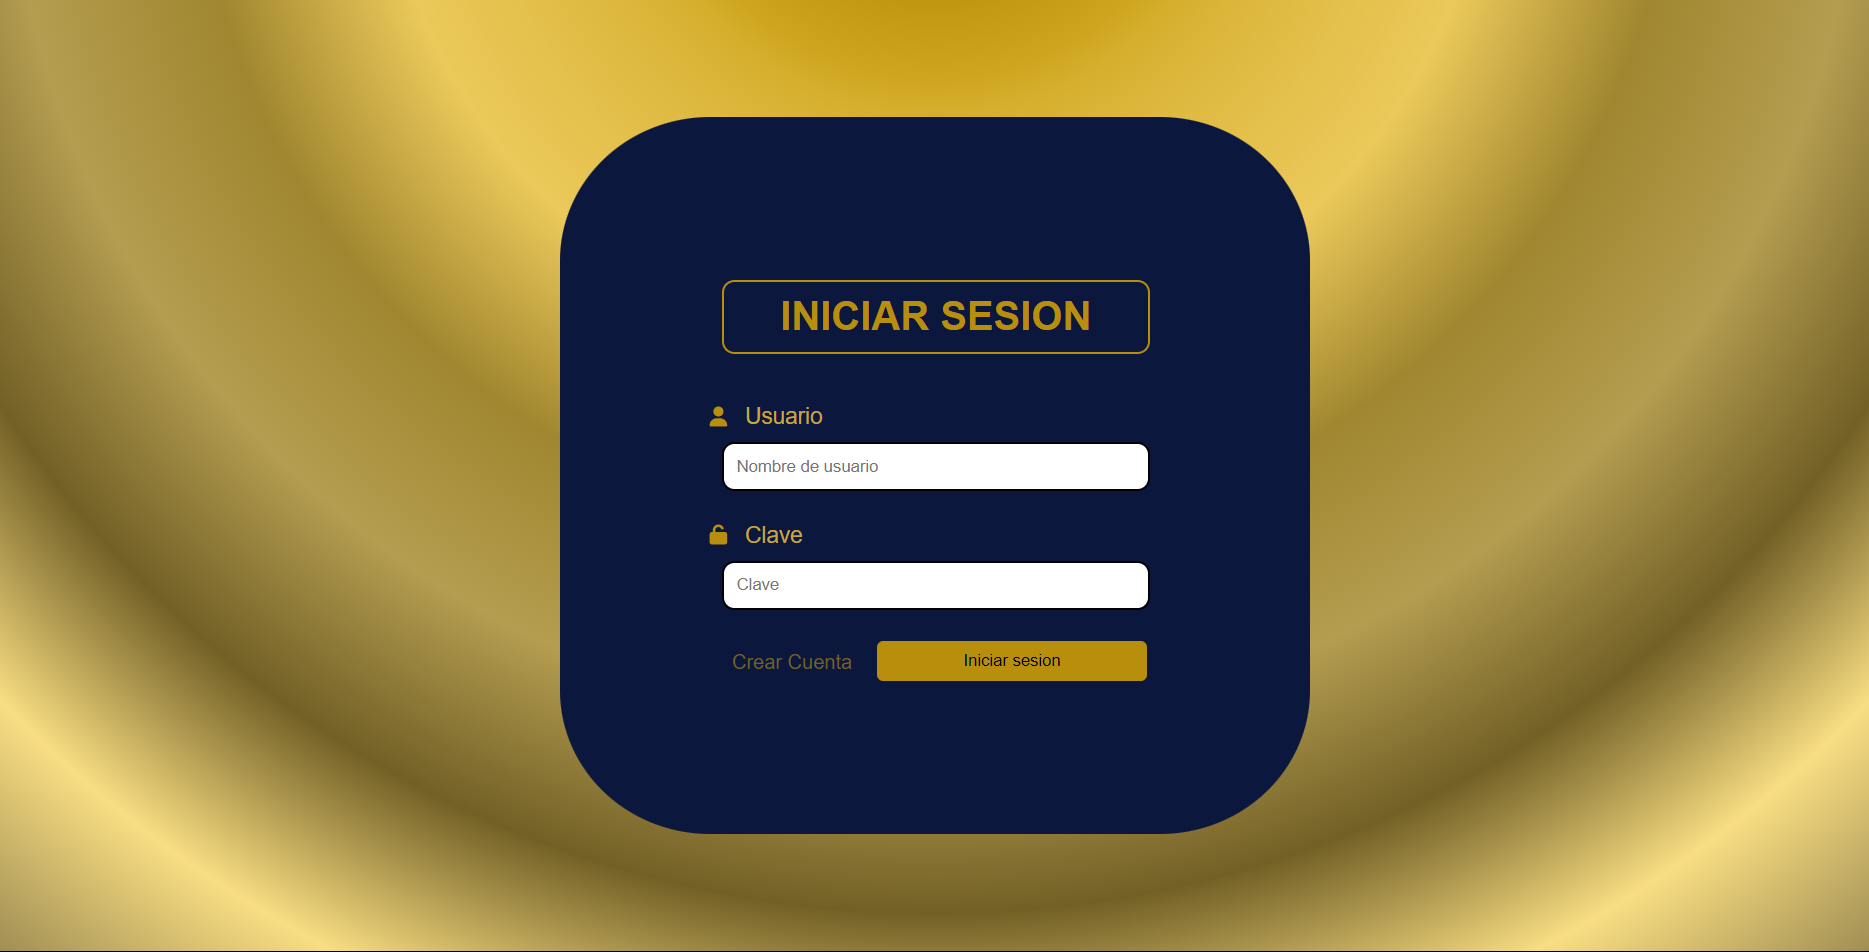 INICIAR SESION
Usuario
Nombre de usuario
Clave
Clave
Crear Cuenta
Iniciar sesion